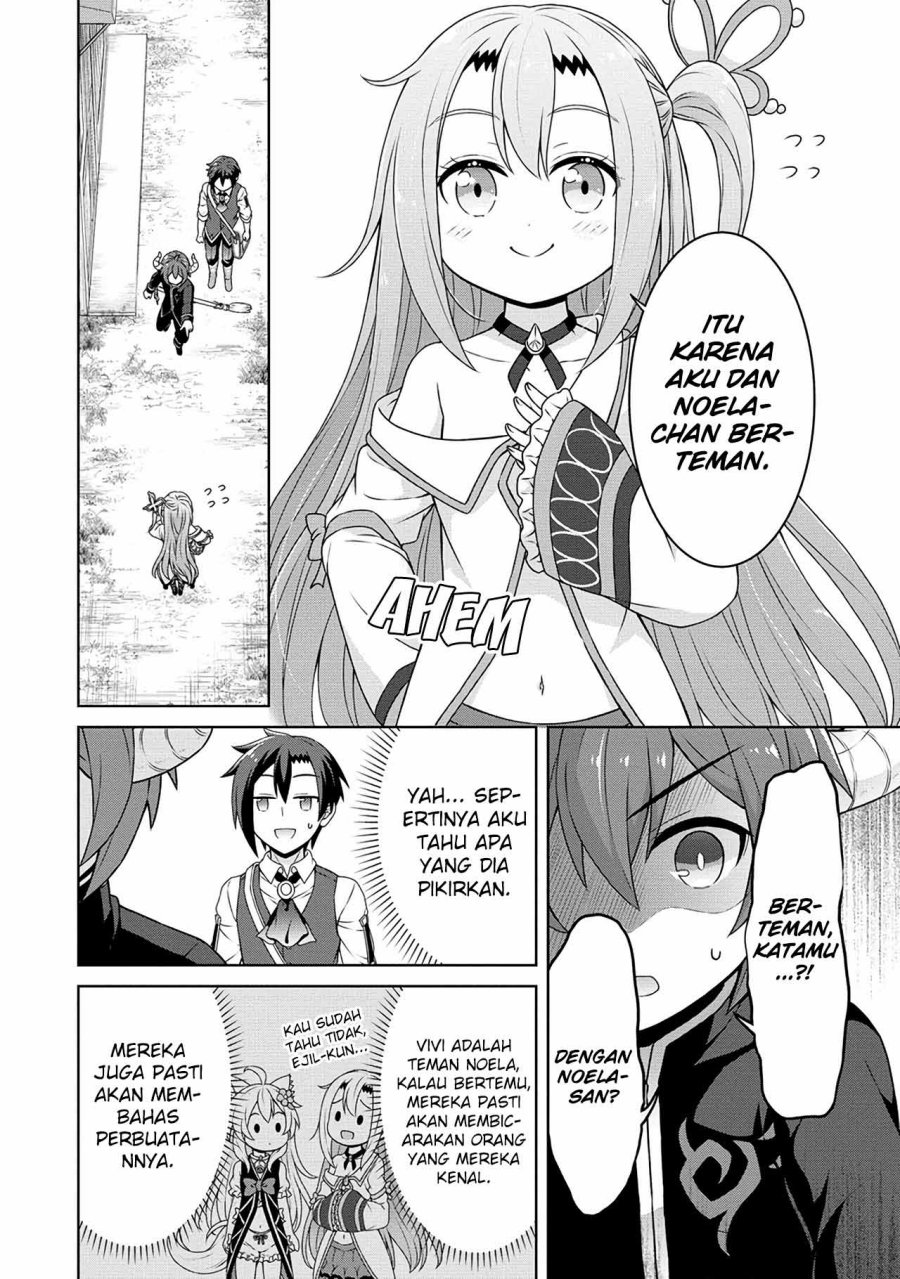 ITU
KARENA
AKU DAN
NOELA-
CHAN BER-
TEMAN.
AHEM
BER-
TEMAN,
KATAMU
...?!
DENGAN
NOELA-
SAN?
YAH... SEP-
ERTINYA AKU
TAHU APA
YANG DIA
PIKIRKAN.
VIVI ADALAH
TEMAN NOELA,
KALAU BERTEMU,
MEREKA PASTI
AKAN MEMBIC-
ARAKAN ORANG
YANG MEREKA
KENAL.
KAU SUDAH
TAHU TIDAK,
EJIL-KUN...
MEREKA
JUGA PASTI
AKAN MEM-
BAHAS
PERBUATA-
NNYA.